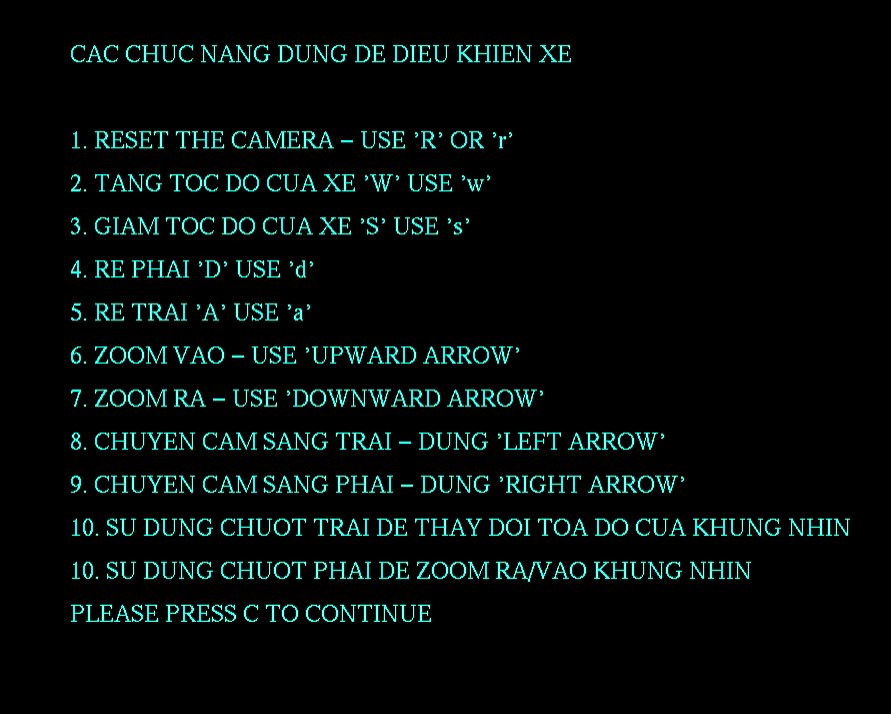 CAC CHUC NANG DUNG DE DIEU KHIEN XE
1. RESET THE CAMERA – USE ’R’ OR ’r’
2. TANG TOC DO CUA XE ’W’ USE ’w’
3. GIAM TOC DO CUA XE ’S’ USE ’s’
4. RE PHAI ’D’ USE ’d’
5. RE TRAI ’A’ USE ’a’
6. ZOOM VAO – USE ’UPWARD ARROW’
7. ZOOM RA – USE ’DOWNWARD ARROW’
8. CHUYEN CAM SANG TRAI – DUNG ’LEFT ARROW’
9. CHUYEN CAM SANG PHAI – DUNG ’RIGHT ARROW’
10. SU DUNG CHUOT TRAI DE THAY DOI TOA DO CUA KHUNG NHIN
10. SU DUNG CHUOT PHAI DE ZOOM RA/VAO KHUNG NHIN
PLEASE PRESS C TO CONTINUE